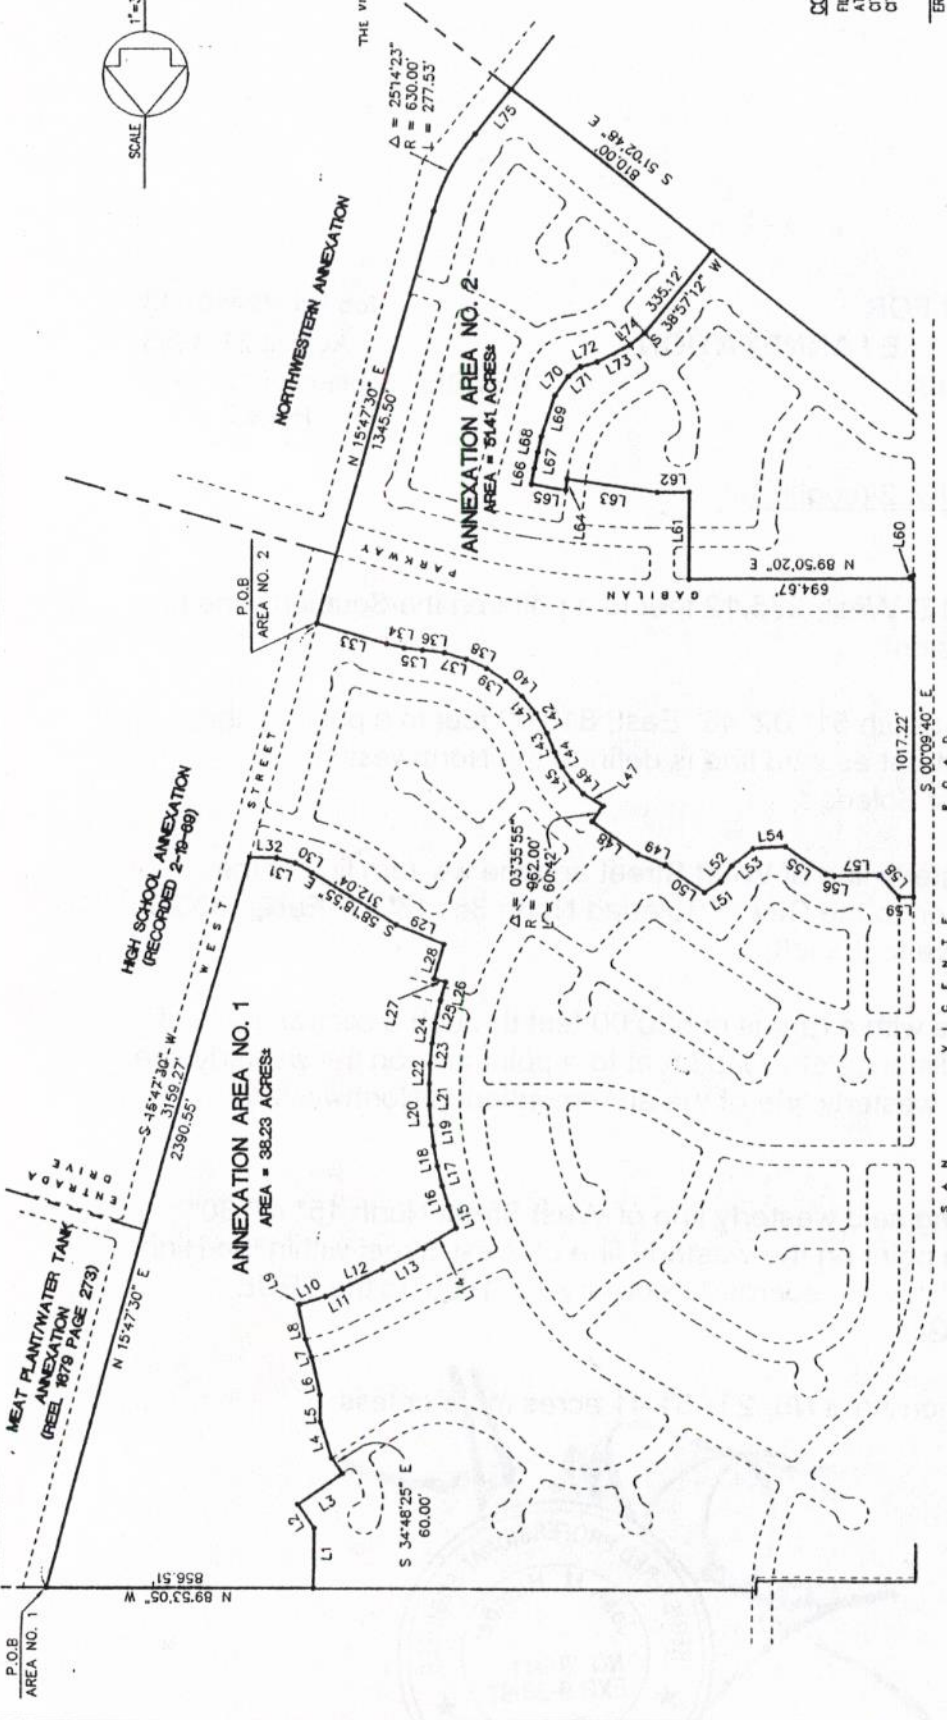 SCALE
1"=3
THE V
Δ = 25°14'23"
R = 630.00'
L = 277.53'
L75
S 51°02'48" E
810.00'
NORTHWESTERN ANNEXATION
N 15°47'30" E
1345.50'
ANNEXATION AREA NO. 2
AREA = 51.41 ACRES±
335.12'
S 38°57'12" W
L74
L73
L72
L71
L70
L69
L68
L67
L66
L65
L64
L63
L62
L61
L60
N 89°50'20" E
694.67'
GABILAN
PARKWAY
P.O.B
AREA NO. 2
L33
L34
L35
L36
L37
L38
L39
L40
L41
L42
L43
L44
L45
L46
L47
Δ = 03°35'55"
R = 962.00'
L = 60.42'
L48
L49
L50
L51
L52
L53
L54
L55
L56
L57
L58
L59
1017.22'
S 00°09'40" E
HIGH SCHOOL ANNEXATION
(RECORDED 2-19-69)
WEST STREET
L32
L31
L30
312.04'
L29
L28
L27
L26
L25
L24
L23
L22
L21
L20
L19
L18
L17
L16
L15
L14
L13
L12
L11
L10
L9
L8
L7
L6
L5
L4
L3
L2
L1
S 15°47'30" W
3159.27'
2390.55'
N 15°47'30" E
ENTRADA
DRIVE
ANNEXATION AREA NO. 1
AREA = 38.23 ACRES±
MEAT PLANT/WATER TANK
ANNEXATION
(REEL 1679 PAGE 273)
S 34°48'25" E
60.00'
N 89°53'05" W
856.51
P.O.B
AREA NO. 1
SAN VICENTE